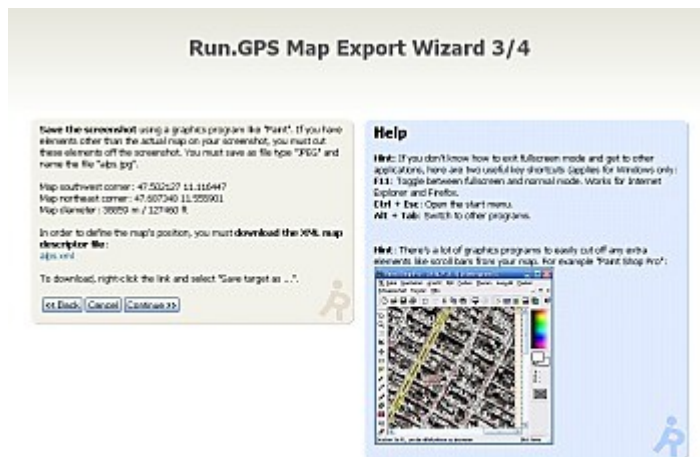 Run.GPS Map Export Wizard 3/4
Save the screenshot using a graphics program like "Paint". If you have
elements other than the actual map on your screenshot, you must cut
these elements off the screenshot. You must save as file type "JPEG" and
name the file "alps.jpg".
Map southwest corner: 47.502127 11.116447
Map northeast corner: 47.687340 11.555901
Map diameter: 38859 m / 127460 ft
In order to define the map's position, you must download the XML map
descriptor file:
alps.xml
To download, right-click the link and select "Save target as ...".
<< Back Cancel Continue >>
Help
Hint: If you don't know how to exit fullscreen mode and get to other
applications, here are two useful key shortcuts (applies for Windows only):
F11: Toggle between fullscreen and normal mode. Works for Internet
Explorer and Firefox.
Ctrl + Esc: Open the start menu.
Alt + Tab: Switch to other programs.
Hint: There's a lot of graphics programs to easily cut off any extra
elements like scroll bars from your map. For example "Paint Shop Pro":